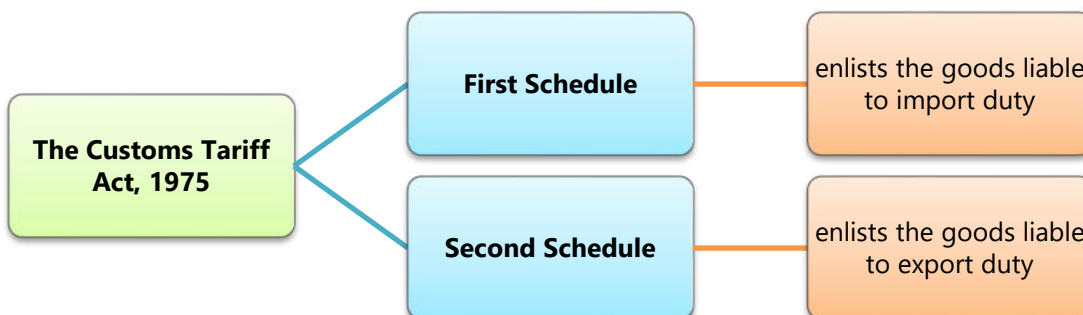 The Customs Tariff
Act, 1975
First Schedule
enlists the goods liable
to import duty
Second Schedule
enlists the goods liable
to export duty